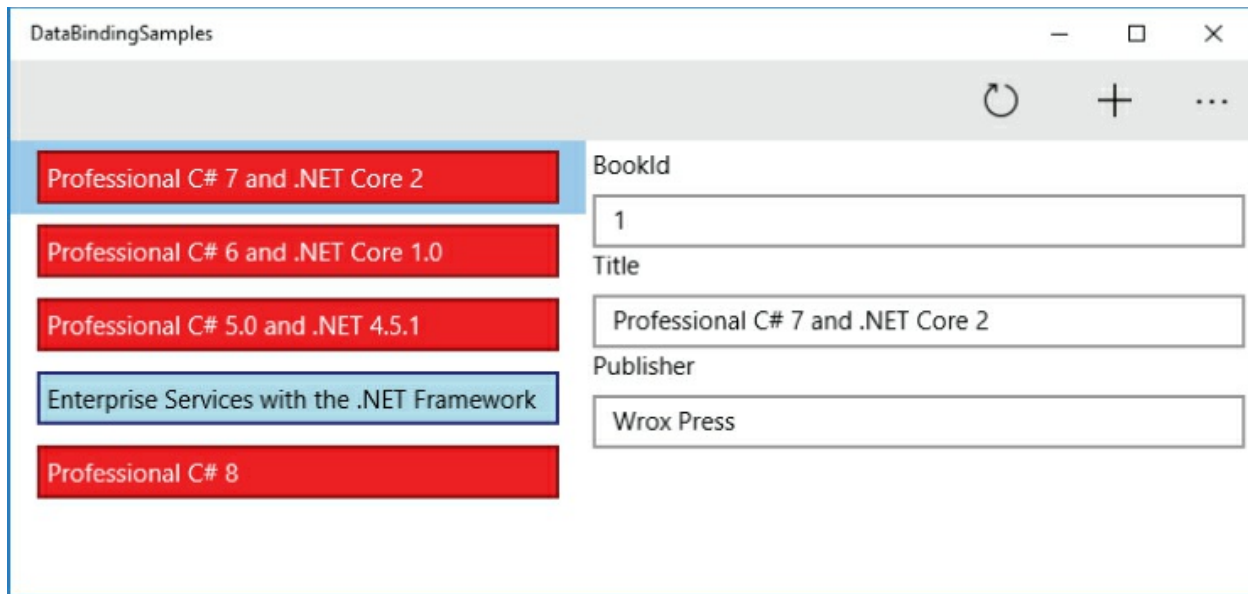 DataBindingSamples
Professional C# 7 and .NET Core 2
Professional C# 6 and .NET Core 1.0
Professional C# 5.0 and .NET 4.5.1
Enterprise Services with the .NET Framework
Professional C# 8
BookId
1
Title
Professional C# 7 and .NET Core 2
Publisher
Wrox Press